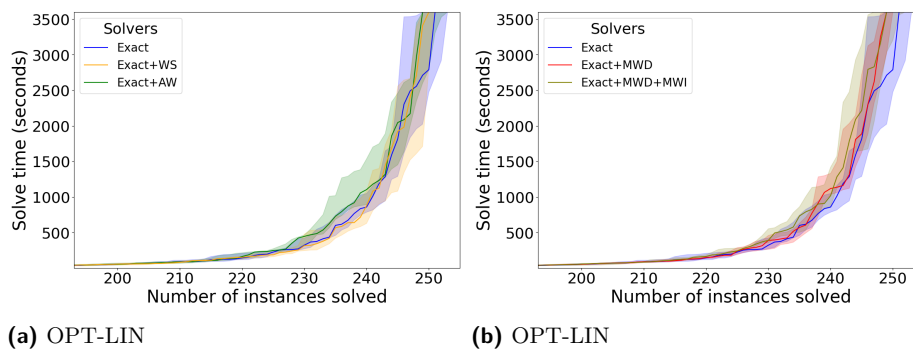 3500
3000
2500
2000
1500
1000
500
Solve time (seconds)
Solvers
Exact
Exact+WS
Exact+AW
200 210 220 230 240 250
Number of instances solved
(a) OPT-LIN
3500
3000
2500
2000
1500
1000
500
Solve time (seconds)
Solvers
Exact
Exact+MWD
Exact+MWD+MWI
200 210 220 230 240 250
Number of instances solved
(b) OPT-LIN